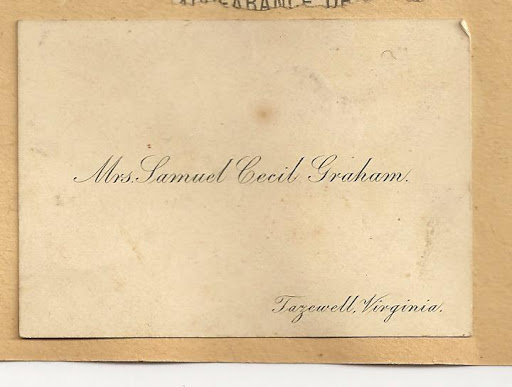 Mrs. Samuel Cecil Graham.
Tazewell, Virginia.